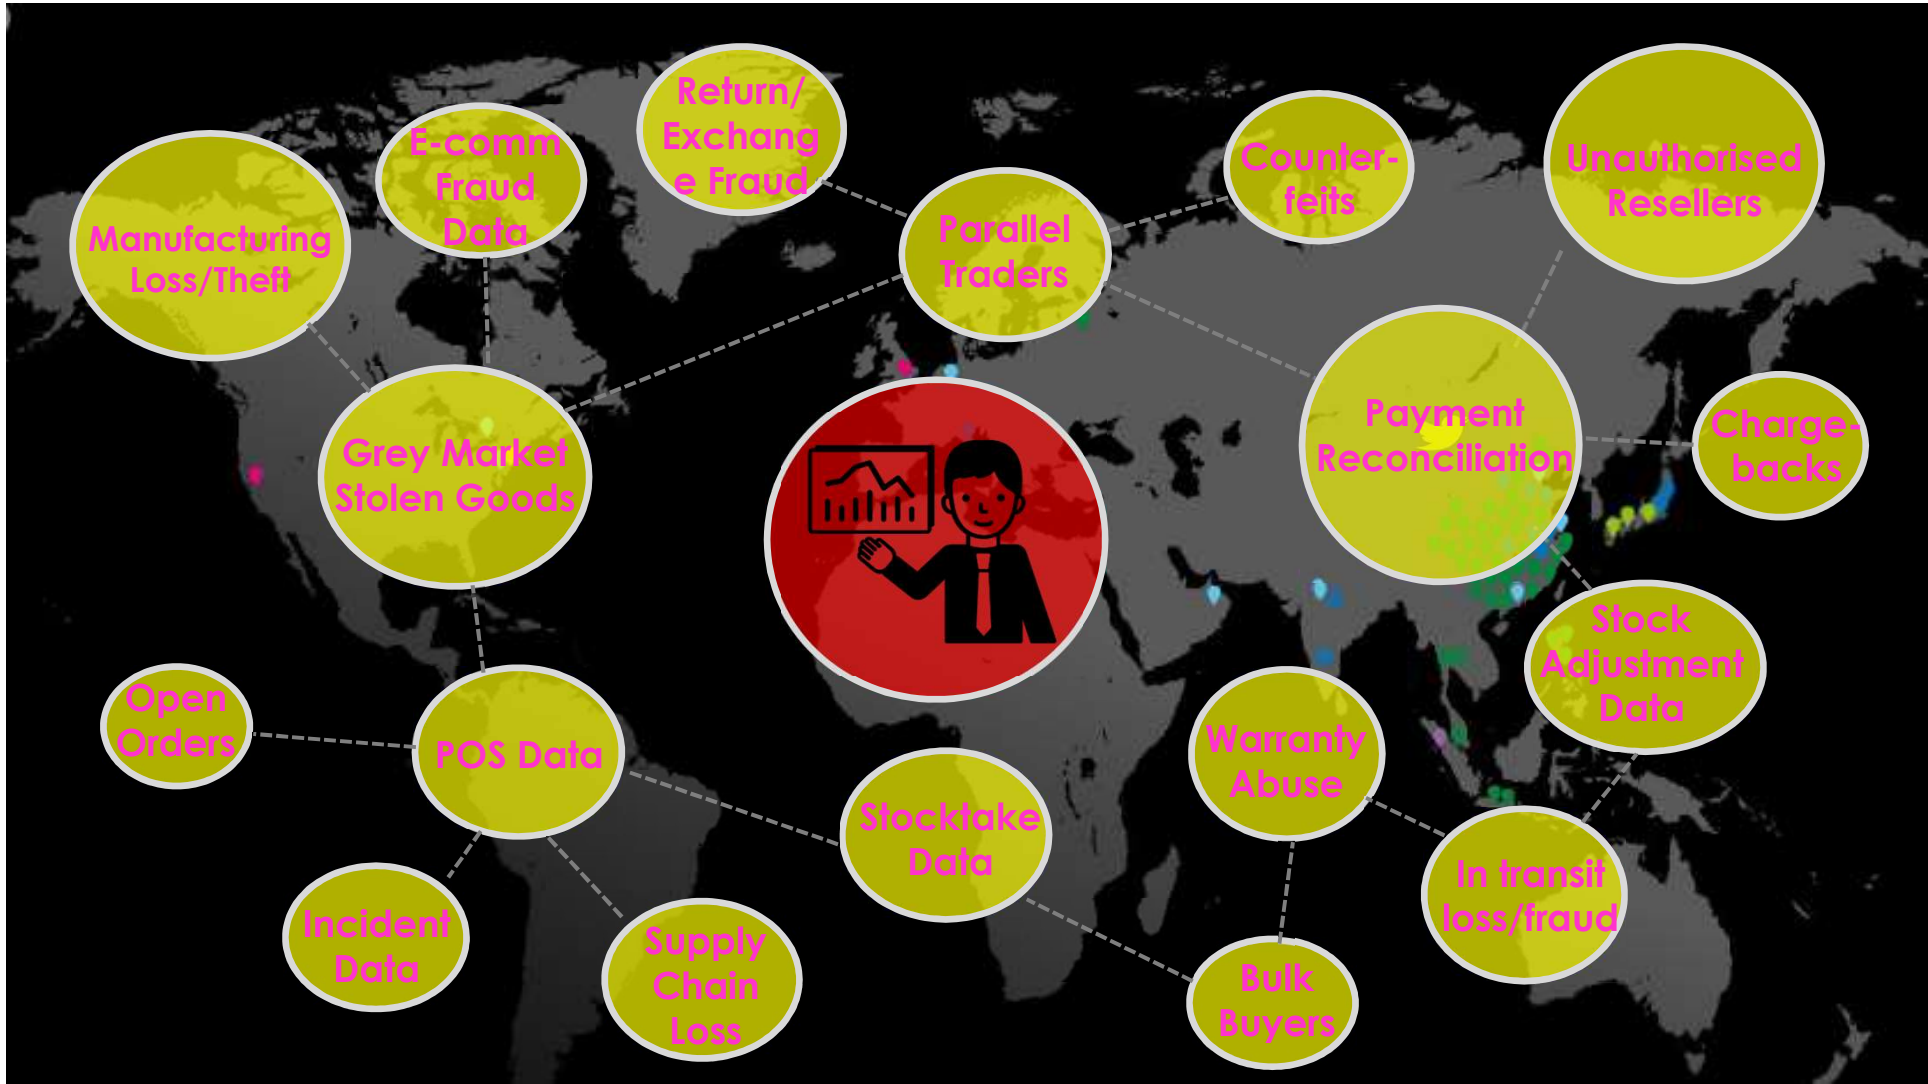 Return/
Exchang
e Fraud
E-comm
Fraud
Data
Counter-
feits
Unauthorised
Resellers
Manufacturing
Loss/Theft
Parallel
Traders
Grey Market
Stolen Goods
Payment
Reconciliation
Charge-
backs
Stock
Adjustment
Data
Open
Orders
POS Data
Warranty
Abuse
Stocktake
Data
In transit
loss/fraud
Incident
Data
Supply
Chain
Loss
Bulk
Buyers